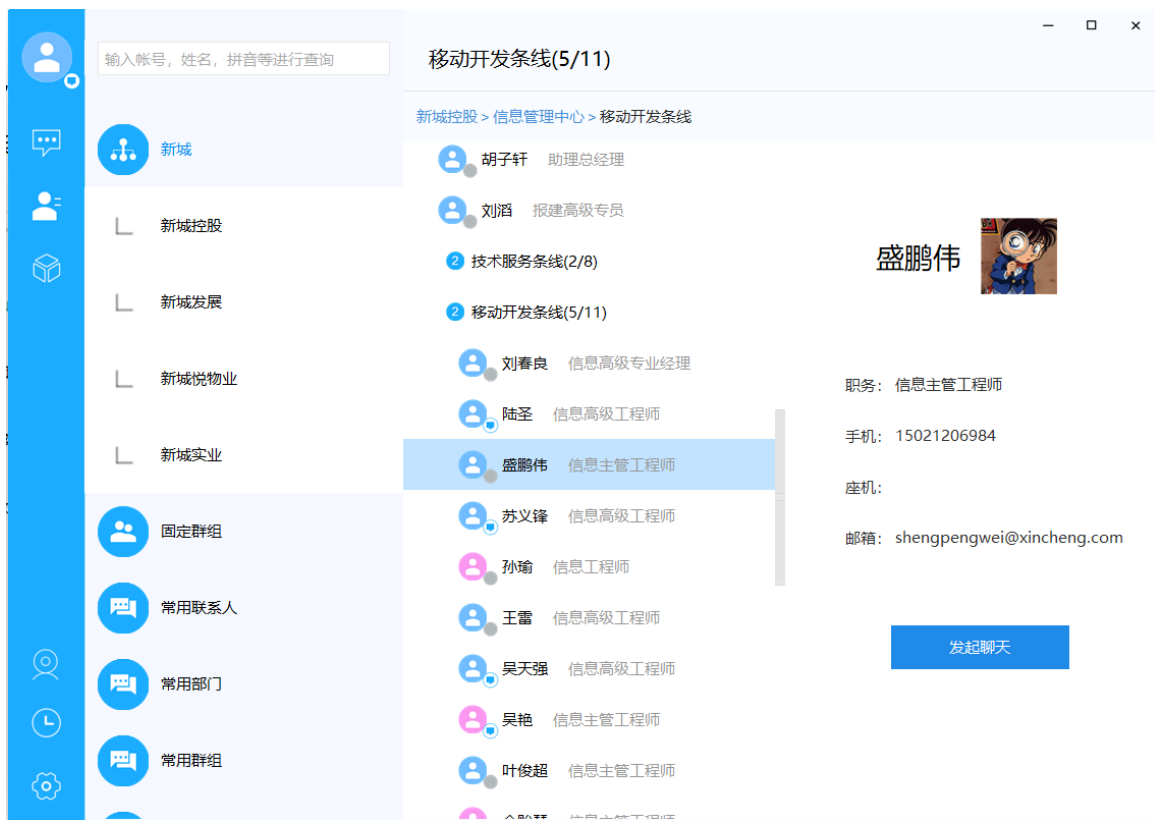 输入帐号，姓名，拼音等进行查询
新城
新城控股
新城发展
新城悦物业
新城实业
固定群组
常用联系人
常用部门
常用群组
移动开发条线(5/11)
新城控股 > 信息管理中心 > 移动开发条线
胡子轩 助理总经理
刘滔 报建高级专员
2 技术服务条线(2/8)
2 移动开发条线(5/11)
刘春良 信息高级专业经理
陆圣 信息高级工程师
盛鹏伟 信息主管工程师
苏义锋 信息高级工程师
孙瑜 信息工程师
王雷 信息高级工程师
吴天强 信息高级工程师
吴艳 信息主管工程师
叶俊超 信息主管工程师
信息主管工程师
盛鹏伟
职务： 信息主管工程师
手机： 15021206984
座机：
邮箱： shengpengwei@xincheng.com
发起聊天